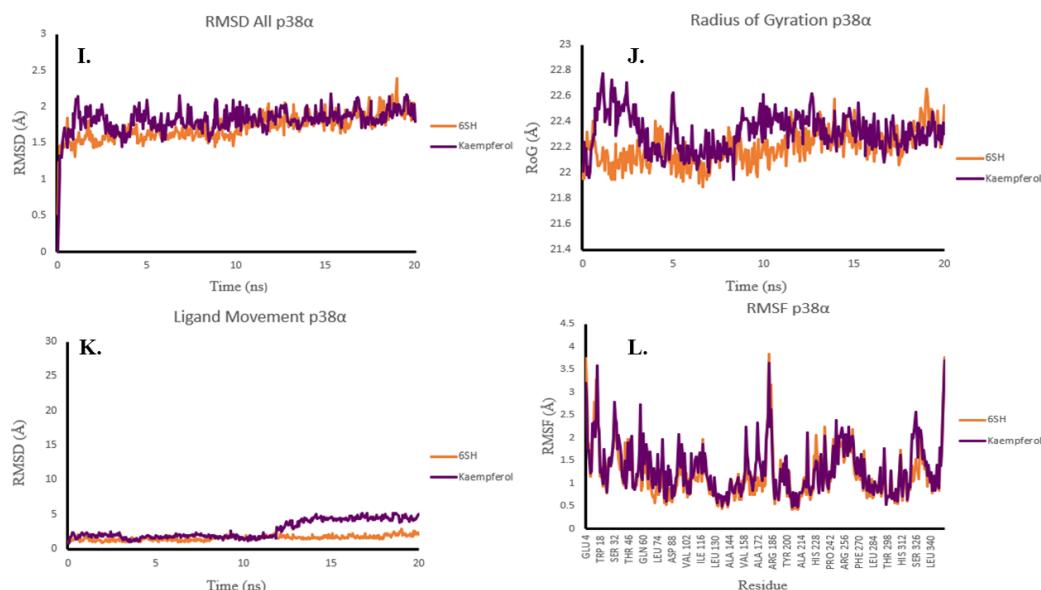 RMSD All p38α
I.
3
2.5
2
1.5
1
0.5
0
RMSD (Å)
0 5 10 15 20
Time (ns)
6SH
Kaempferol
Radius of Gyration p38α
J.
23
22.8
22.6
22.4
22.2
22
21.8
21.6
21.4
RoG (Å)
0 5 10 15 20
Time (ns)
6SH
Kaempferol
Ligand Movement p38α
K.
30
25
20
15
10
5
0
RMSD (Å)
0 5 10 15 20
Time (ns)
6SH
Kaempferol
RMSF p38α
L.
4.5
4
3.5
3
2.5
2
1.5
1
0.5
0
RMSF (Å)
GLU 4
TRP 18
SER 32
THR 46
GLN 60
LEU 74
ASP 88
VAL 102
ILE 116
LEU 130
ALA 144
VAL 158
ALA 172
ARG 186
TYR 200
ALA 214
HIS 228
PRO 242
ARG 256
PHE 270
LEU 284
THR 298
HIS 312
SER 326
LEU 340
Residue
6SH
Kaempferol